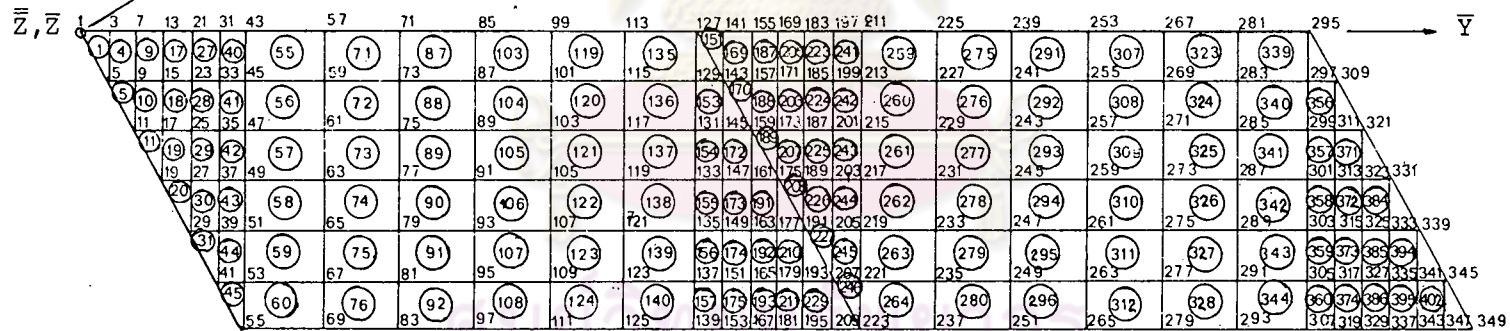 Z̿, Z̅ 1 3 7 13 21 31 43 57 71 85 99 113 127 141 155 169 183 197 211 225 239 253 267 281 295 Y̅
1 4 9 17 27 40 55 71 87 103 119 135 151 169 187 205 223 241 259 275 291 307 323 339
5 9 15 23 33 45 59 73 87 101 115 129 143 157 171 185 199 213 227 241 255 269 283 297 309
5 10 18 28 41 56 72 88 104 120 136 153 170 188 206 224 242 260 276 292 308 324 340 356
11 17 25 35 47 61 75 89 103 117 131 145 159 173 187 201 215 229 243 257 271 285 299 311 321
11 19 29 42 57 73 89 105 121 137 154 172 189 207 225 243 261 277 293 309 325 341 357 371
19 27 37 49 63 77 91 105 119 133 147 161 175 189 203 217 231 245 259 273 287 301 313 323 331
20 30 43 58 74 90 106 122 138 155 173 191 208 226 244 262 278 294 310 326 342 358 372 384
29 39 51 65 79 93 107 121 135 149 163 177 191 205 219 233 247 261 275 289 303 315 325 333 339
31 44 59 75 91 107 123 139 156 174 192 210 227 245 263 279 295 311 327 343 359 373 385 394
41 53 67 81 95 109 123 137 151 165 179 193 207 221 235 249 263 277 291 305 317 327 335 341 345
45 60 76 92 108 124 140 157 175 193 211 229 246 264 280 296 312 328 344 360 374 386 395 402
55 69 83 97 111 125 139 153 167 181 195 209 223 237 251 265 279 293 307 319 329 337 343 347 349